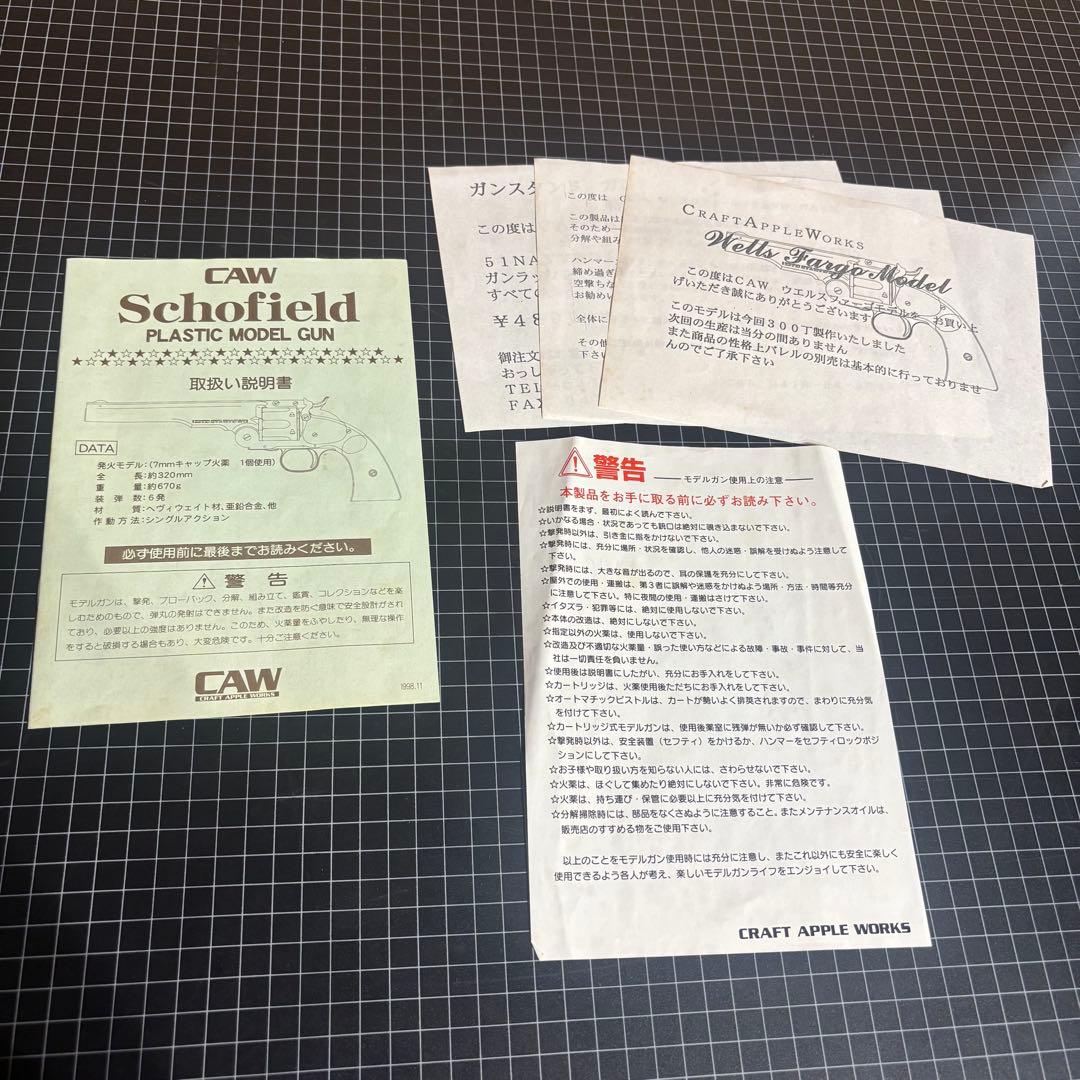 CAW
Schofield
PLASTIC MODEL GUN
取扱い説明書
DATA
発火モデル:(7mmキャップ火薬 1個使用)
全 長:約320mm
重 量:約670g
装 弾 数:6発
材 質:ヘヴィウェイト材、亜鉛合金、他
作 動 方 法:シングルアクション
必ず使用前に最後までお読みください。
警 告
モデルガンは、撃発、ブローバック、分解、組み立て、鑑賞、コレクションなどを楽
しむためのもので、弾丸の発射はできません。また改造を防ぐ意味で安全設計がされ
ており、必要以上の強度はありません。このため、火薬量をふやしたり、無理な操作
をすると破損する場合もあり、大変危険です。十分ご注意ください。
CAW
CRAFT APPLE WORKS
1998.11
ガンスタ
この度は
51NA
ガンラッ
すべての
¥48
御注文
おっし
TEL
FAX
この度は C
この製品は
そのため一
分解や組み
ハンマー
締め過ぎ
空撃ちな
お勧めい
全体に
その他
下さい
CRAFTAPPLEWORKS
Wells Fargo Model
この度はCAW ウエルスファーゴモデルを お買い上
げいただき誠にありがとうございます
このモデルは今回300丁製作いたしました
次回の生産は当分の間ありません
また商品の性格上バレルの別売は基本的に行っておりませ
んのでご了承下さい
警告 モデルガン使用上の注意
本製品をお手に取る前に必ずお読み下さい。
☆説明書をまず、最初によく読んで下さい。
☆いかなる場合・状況であっても銃口は絶対に覗き込まないで下さい。
☆撃発時以外は、引き金に指をかけないで下さい。
☆撃発時には、充分に場所・状況を確認し、他人の迷惑・誤解を受けぬよう注意して
下さい。
☆撃発時には、大きな音が出るので、耳の保護を充分にして下さい。
☆屋外での使用・運搬は、第3者に誤解や迷惑をかけぬよう場所・方法・時間等充分
に注意して下さい。特に夜間の使用・運搬はさけて下さい。
☆イタズラ・犯罪等には、絶対に使用しないで下さい。
☆本体の改造は、絶対にしないで下さい。
☆指定以外の火薬は、使用しないで下さい。
☆改造及び不適切な火薬量・誤った使い方などによる故障・事故・事件に対して、当
社は一切責任を負いません。
☆使用後は説明書にしたがい、充分にお手入れをして下さい。
☆カートリッジは、火薬使用後ただちにお手入れをして下さい。
☆オートマチックピストルは、カートが勢いよく排莢されますので、まわりに充分気
を付けて下さい。
☆カートリッジ式モデルガンは、使用後薬室に残弾が無いか必ず確認して下さい。
☆撃発時以外は、安全装置(セフティ)をかけるか、ハンマーをセフティロックポジ
ションにして下さい。
☆お子様や取り扱い方を知らない人には、さわらせないで下さい。
☆火薬は、ほぐして集めたり絶対にしないで下さい。非常に危険です。
☆火薬は、持ち運び・保管に必要以上に充分気を付けて下さい。
☆分解掃除時には、部品をなくさぬように注意すること。またメンテナンスオイルは、
販売店のすすめる物をご使用下さい。
以上のことをモデルガン使用時には充分に注意し、またこれ以外にも安全に楽しく
使用できるよう各人が考え、楽しいモデルガンライフをエンジョイして下さい。
CRAFT APPLE WORKS